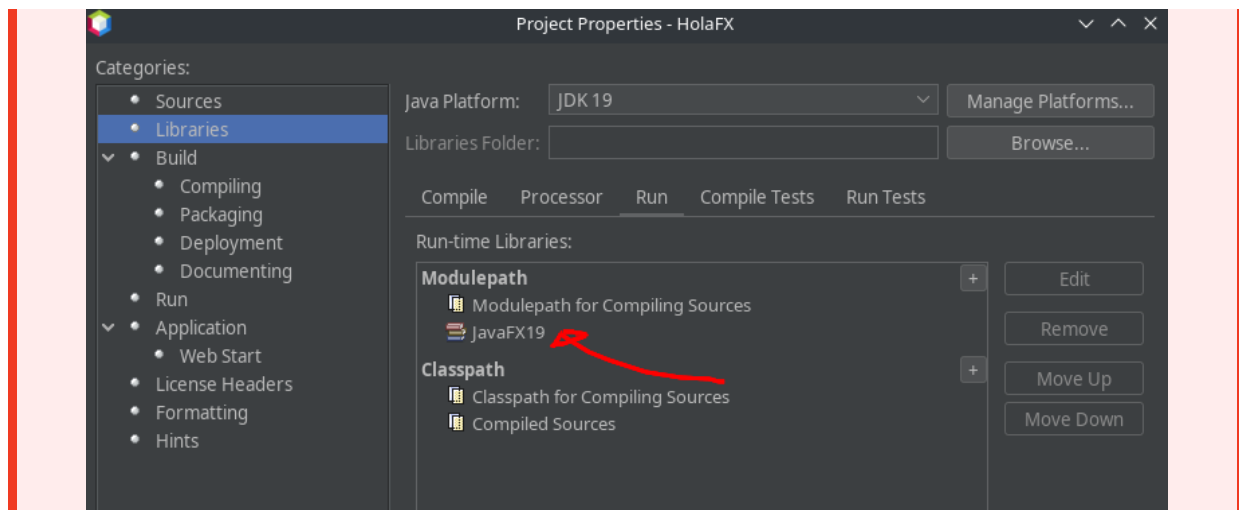 Project Properties - HolaFX
Categories:
Sources
Libraries
Build
Compiling
Packaging
Deployment
Documenting
Run
Application
Web Start
License Headers
Formatting
Hints
Java Platform: JDK 19 Manage Platforms...
Libraries Folder: Browse...
Compile Processor Run Compile Tests Run Tests
Run-time Libraries:
Modulepath + Edit
Modulepath for Compiling Sources
JavaFX19 Remove
Classpath + Move Up
Classpath for Compiling Sources
Compiled Sources Move Down